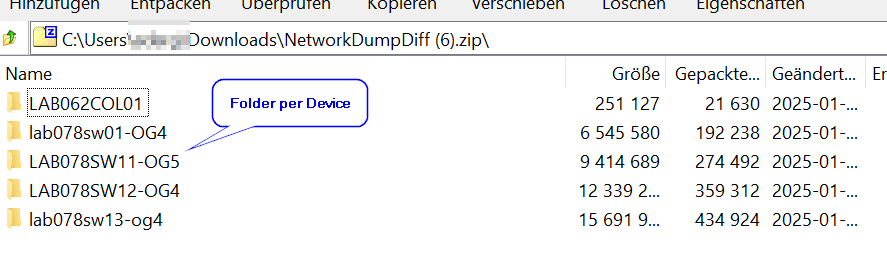 Hinzufügen Entpacken Überprüfen Kopieren Verschieben Löschen Eigenschaften
C:\Users\ Downloads\NetworkDumpDiff (6).zip\
Name Größe Gepackte... Geändert... Er
LAB062COL01 251 127 21 630 2025-01-...
Folder per Device
lab078sw01-OG4 6 545 580 192 238 2025-01-...
LAB078SW11-OG5 9 414 689 274 492 2025-01-...
LAB078SW12-OG4 12 339 2... 359 312 2025-01-...
lab078sw13-og4 15 691 9... 434 924 2025-01-...